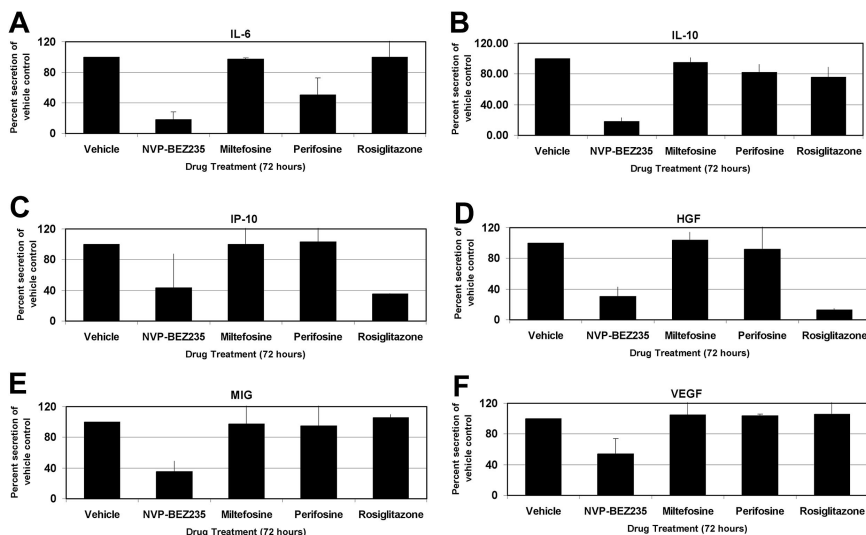 A
IL-6
Percent secretion of
vehicle control
120
80
40
0
Vehicle NVP-BEZ235 Miltefosine Perifosine Rosiglitazone
Drug Treatment (72 hours)
B
IL-10
Percent secretion of
vehicle control
120.00
80.00
40.00
0.00
Vehicle NVP-BEZ235 Miltefosine Perifosine Rosiglitazone
Drug Treatment (72 hours)
C
IP-10
Percent secretion of
vehicle control
120
80
40
0
Vehicle NVP-BEZ235 Miltefosine Perifosine Rosiglitazone
Drug Treatment (72 hours)
D
HGF
Percent secretion of
vehicle control
120
80
40
0
Vehicle NVP-BEZ235 Miltefosine Perifosine Rosiglitazone
Drug Treatment (72 hours)
E
MIG
Percent secretion of
vehicle control
120
80
40
0
Vehicle NVP-BEZ235 Miltefosine Perifosine Rosiglitazone
Drug Treatment (72 hours)
F
VEGF
Percent secretion of
vehicle control
120
80
40
0
Vehicle NVP-BEZ235 Miltefosine Perifosine Rosiglitazone
Drug Treatment (72 hours)